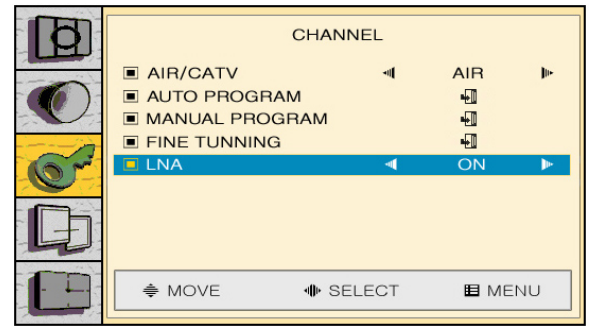 CHANNEL
AIR/CATV AIR
AUTO PROGRAM
MANUAL PROGRAM
FINE TUNNING
LNA ON
MOVE SELECT MENU